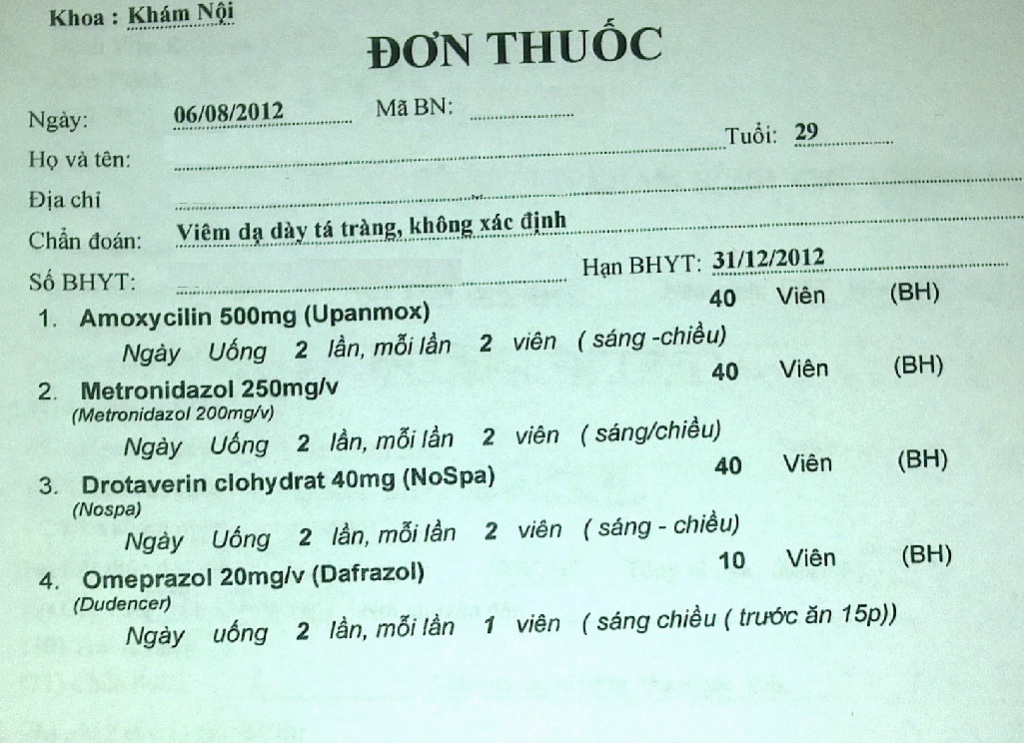 Khoa : Khám Nội
ĐƠN THUỐC
Ngày: 06/08/2012 Mã BN:
Họ và tên: Tuổi: 29
Địa chỉ
Chẩn đoán: Viêm dạ dày tá tràng, không xác định
Số BHYT: Hạn BHYT: 31/12/2012
1. Amoxycilin 500mg (Upanmox) 40 Viên (BH)
Ngày Uống 2 lần, mỗi lần 2 viên ( sáng -chiều)
2. Metronidazol 250mg/v 40 Viên (BH)
(Metronidazol 200mg/v)
Ngày Uống 2 lần, mỗi lần 2 viên ( sáng/chiều)
3. Drotaverin clohydrat 40mg (NoSpa) 40 Viên (BH)
(Nospa)
Ngày Uống 2 lần, mỗi lần 2 viên ( sáng - chiều)
4. Omeprazol 20mg/v (Dafrazol) 10 Viên (BH)
(Dudencer)
Ngày uống 2 lần, mỗi lần 1 viên ( sáng chiều ( trước ăn 15p))